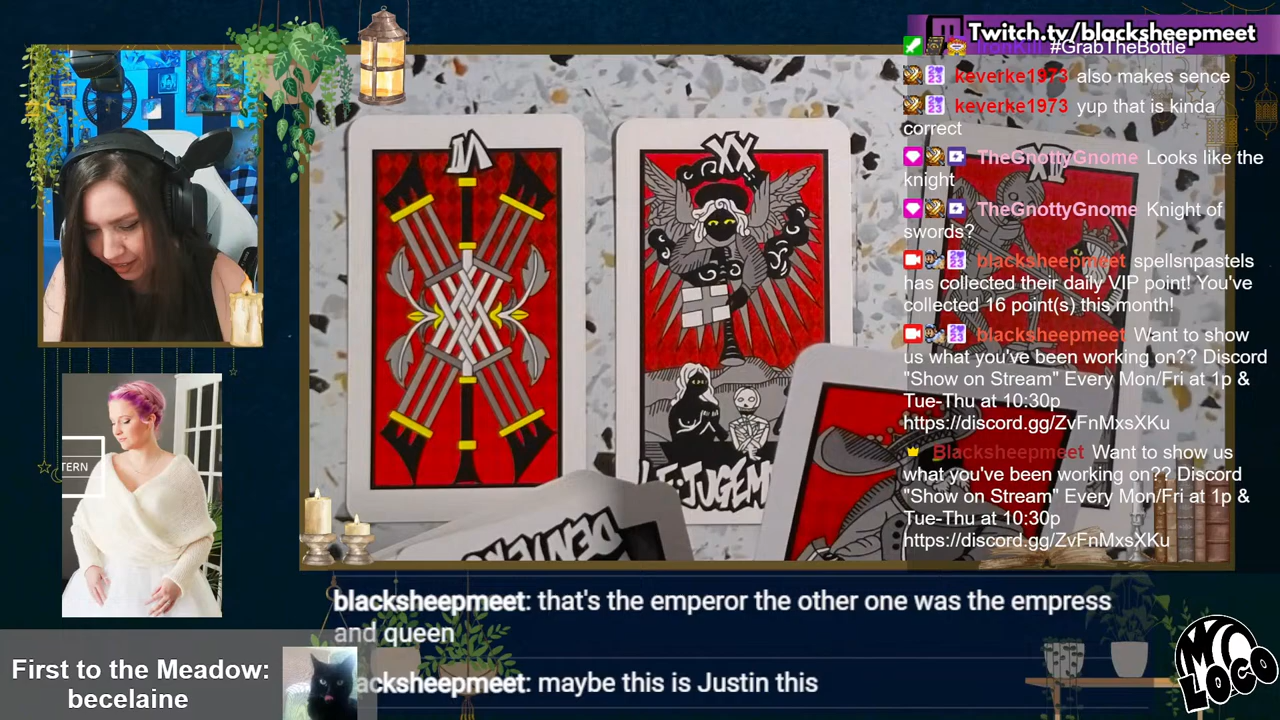 Twitch.tv/blacksheepmeet
#GrabTheBottle
keverke1973 also makes sence
keverke1973 yup that is kinda
correct
TheGnottyGnome Looks like the
knight
TheGnottyGnome Knight of
swords?
blacksheepmeet spellsnpastels
has collected their daily VIP point! You've
collected 16 point(s) this month!
blacksheepmeet Want to show
us what you've been working on?? Discord
"Show on Stream" Every Mon/Fri at 1p &
Tue-Thu at 10:30p
https://discord.gg/ZvFnMxsXKu
Blacksheepmeet Want to show us
what you've been working on?? Discord
"Show on Stream" Every Mon/Fri at 1p &
Tue-Thu at 10:30p
https://discord.gg/ZvFnMxsXKu
VI
XX
XIV
TERN
blacksheepmeet: that's the emperor the other one was the empress
and queen
acksheepmeet: maybe this is Justin this
First to the Meadow:
becelaine
MC
LOCO